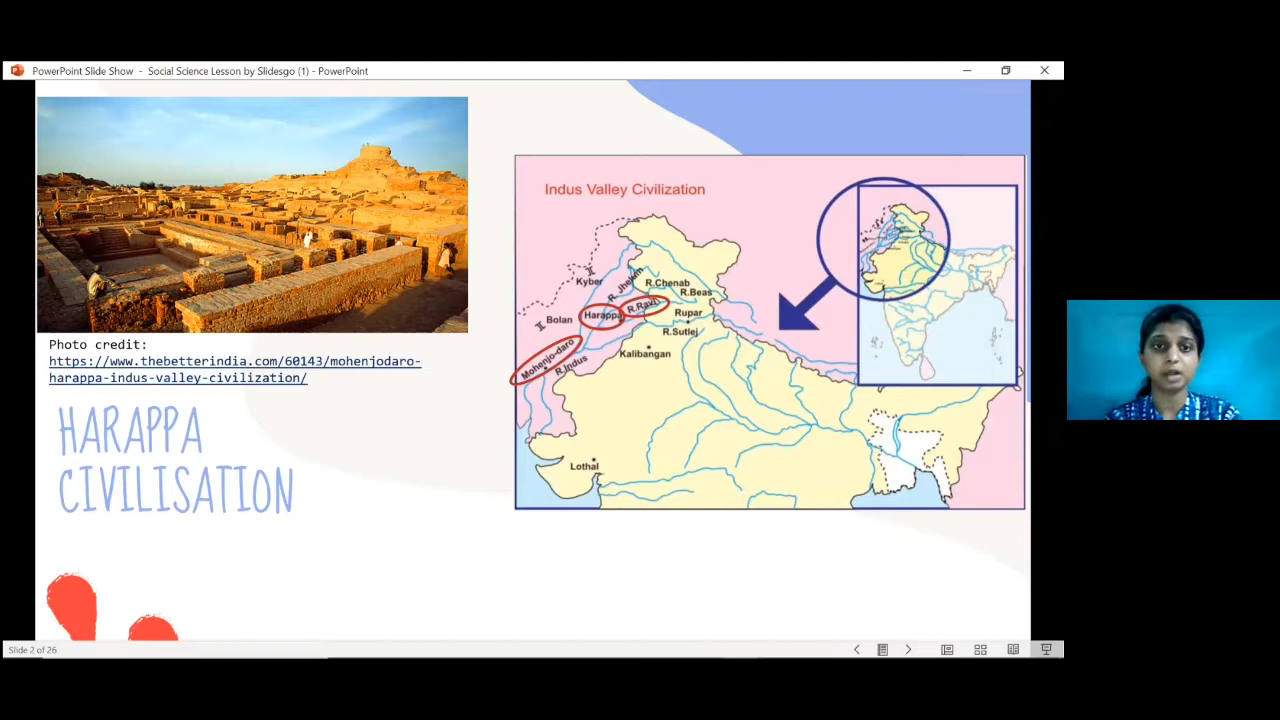 PowerPoint Slide Show - Social Science Lesson by Slidesgo (1) - PowerPoint
Photo credit:
https://www.thebetterindia.com/60143/mohenjodaro-
harappa-indus-valley-civilization/
HARAPPA
CIVILISATION
Indus Valley Civilization
Kyber
R. Jhelum
R.Chenab
R.Beas
Bolan
Harappa
R.Ravi
Rupar
R.Sutlej
Mohenjo-daro
R.Indus
Kalibangan
Lothal
Slide 2 of 26